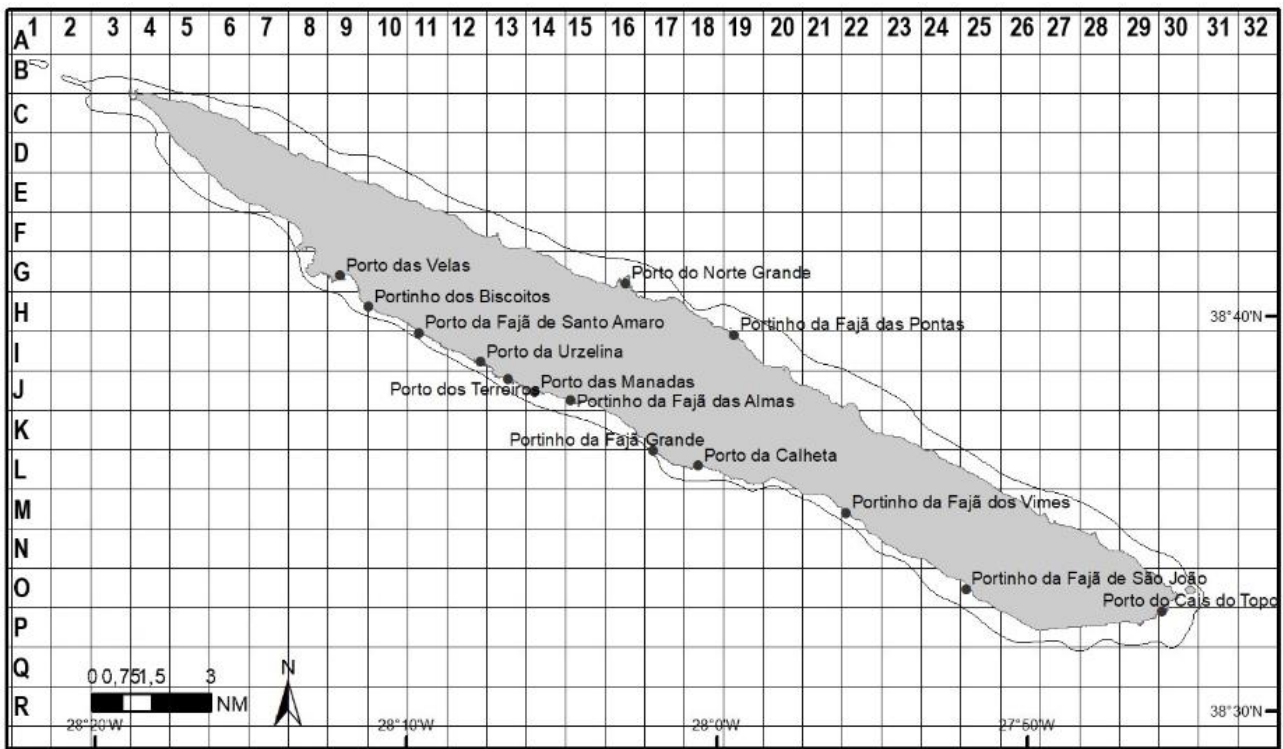 1 2 3 4 5 6 7 8 9 10 11 12 13 14 15 16 17 18 19 20 21 22 23 24 25 26 27 28 29 30 31 32
A
B
C
D
E
F
G
Porto das Velas
Porto do Norte Grande
Portinho dos Biscoitos
H
38°40'N
Porto da Fajã de Santo Amaro
Portinho da Fajã das Pontas
I
Porto da Urzelina
J
Porto dos Terreiros
Porto das Manadas
Portinho da Fajã das Almas
K
Portinho da Fajã Grande
L
Porto da Calheta
M
Portinho da Fajã dos Vimes
N
O
Portinho da Fajã de São João
Porto do Cais do Topo
P
Q
0 0,75 1,5 3
NM
N
R
38°30'N
28°20'W 28°10'W 28°0'W 27°50'W